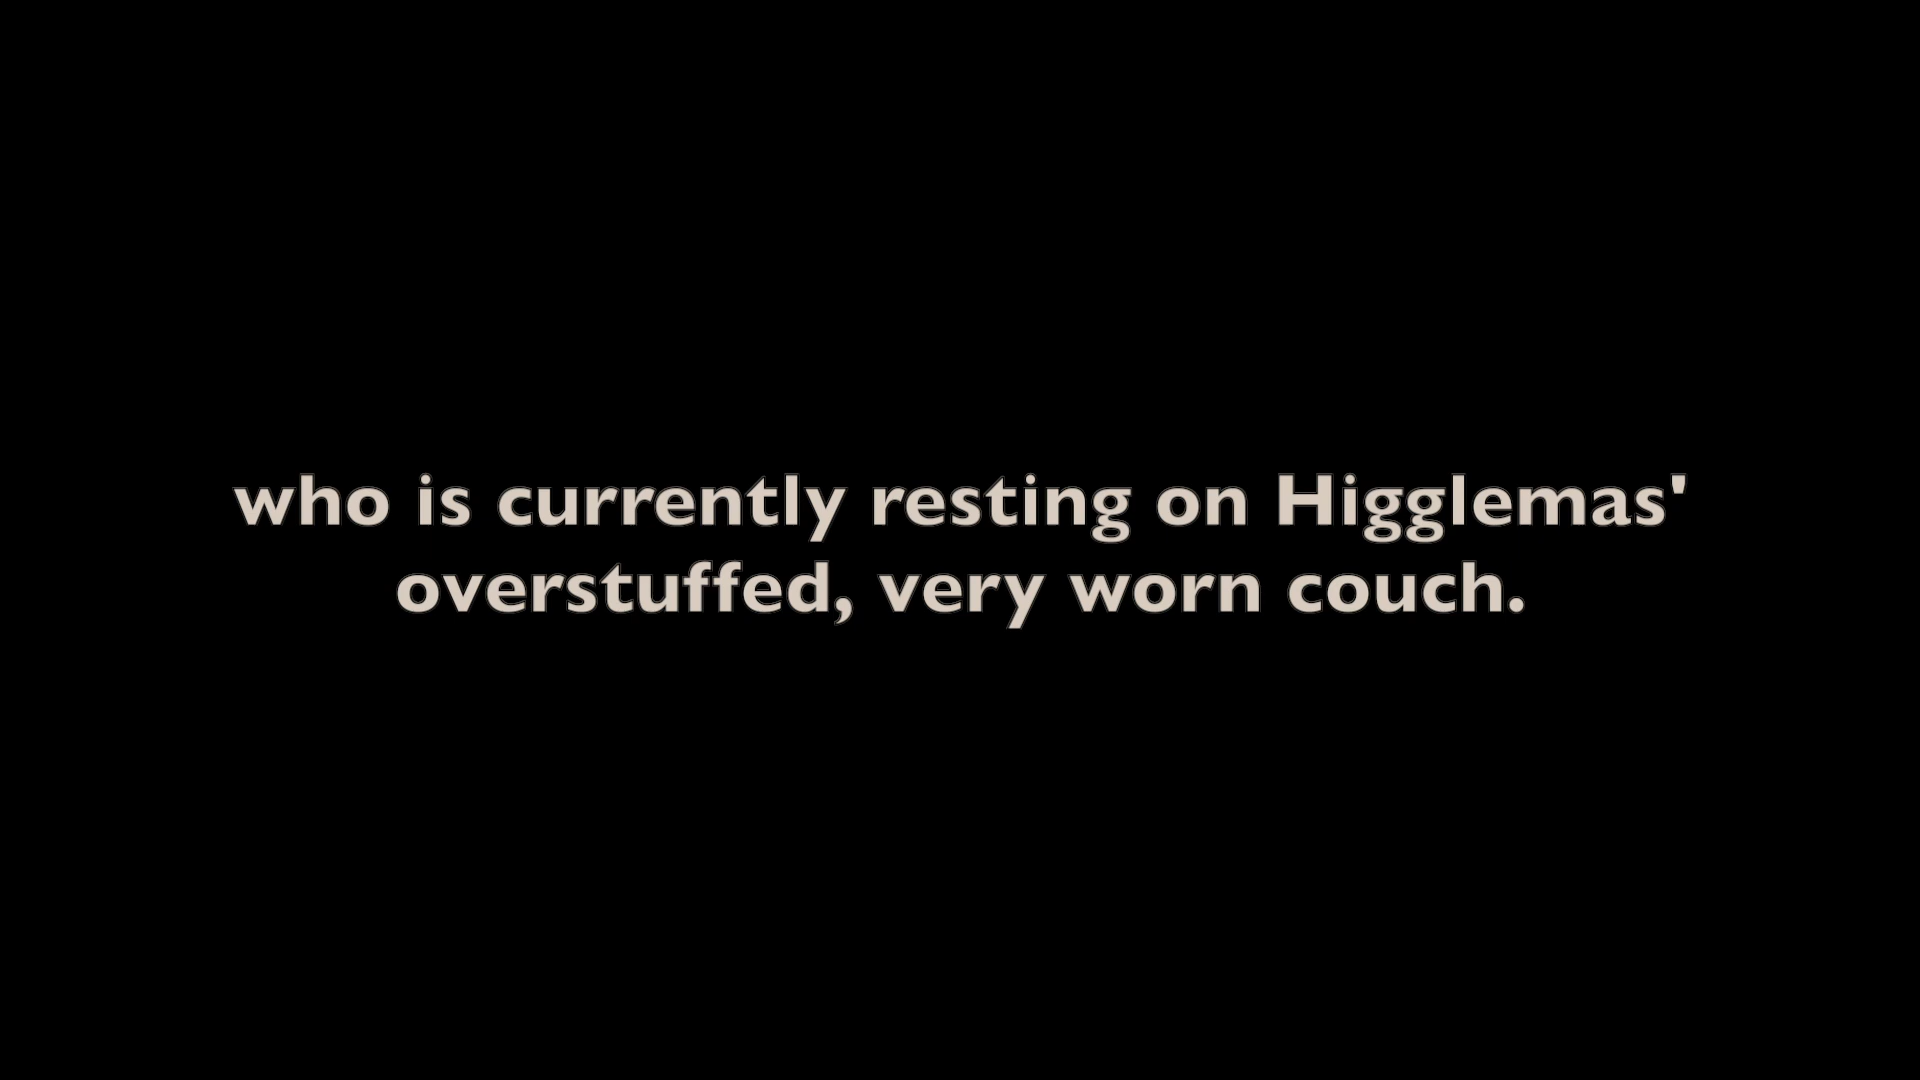 who is currently resting on Higglemas'
overstuffed, very worn couch.